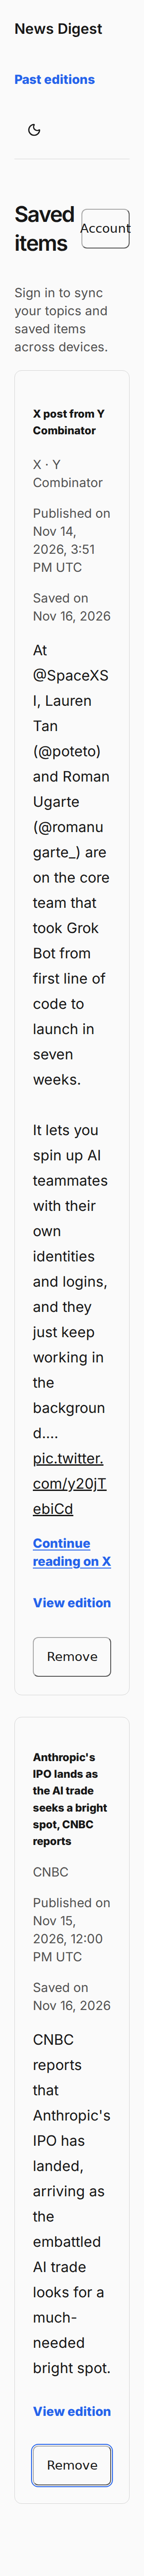 News Digest
Past editions
Saved
items
Account
Sign in to sync
your topics and
saved items
across devices.
X post from Y
Combinator
X · Y
Combinator
Published on
Nov 14,
2026, 3:51
PM UTC
Saved on
Nov 16, 2026
At
@SpaceXS
I, Lauren
Tan
(@poteto)
and Roman
Ugarte
(@romanu
garte_) are
on the core
team that
took Grok
Bot from
first line of
code to
launch in
seven
weeks.
It lets you
spin up AI
teammates
with their
own
identities
and logins,
and they
just keep
working in
the
backgroun
d....
pic.twitter.
com/y20jT
ebiCd
Continue
reading on X
View edition
Remove
Anthropic's
IPO lands as
the AI trade
seeks a bright
spot, CNBC
reports
CNBC
Published on
Nov 15,
2026, 12:00
PM UTC
Saved on
Nov 16, 2026
CNBC
reports
that
Anthropic's
IPO has
landed,
arriving as
the
embattled
AI trade
looks for a
much-
needed
bright spot.
View edition
Remove